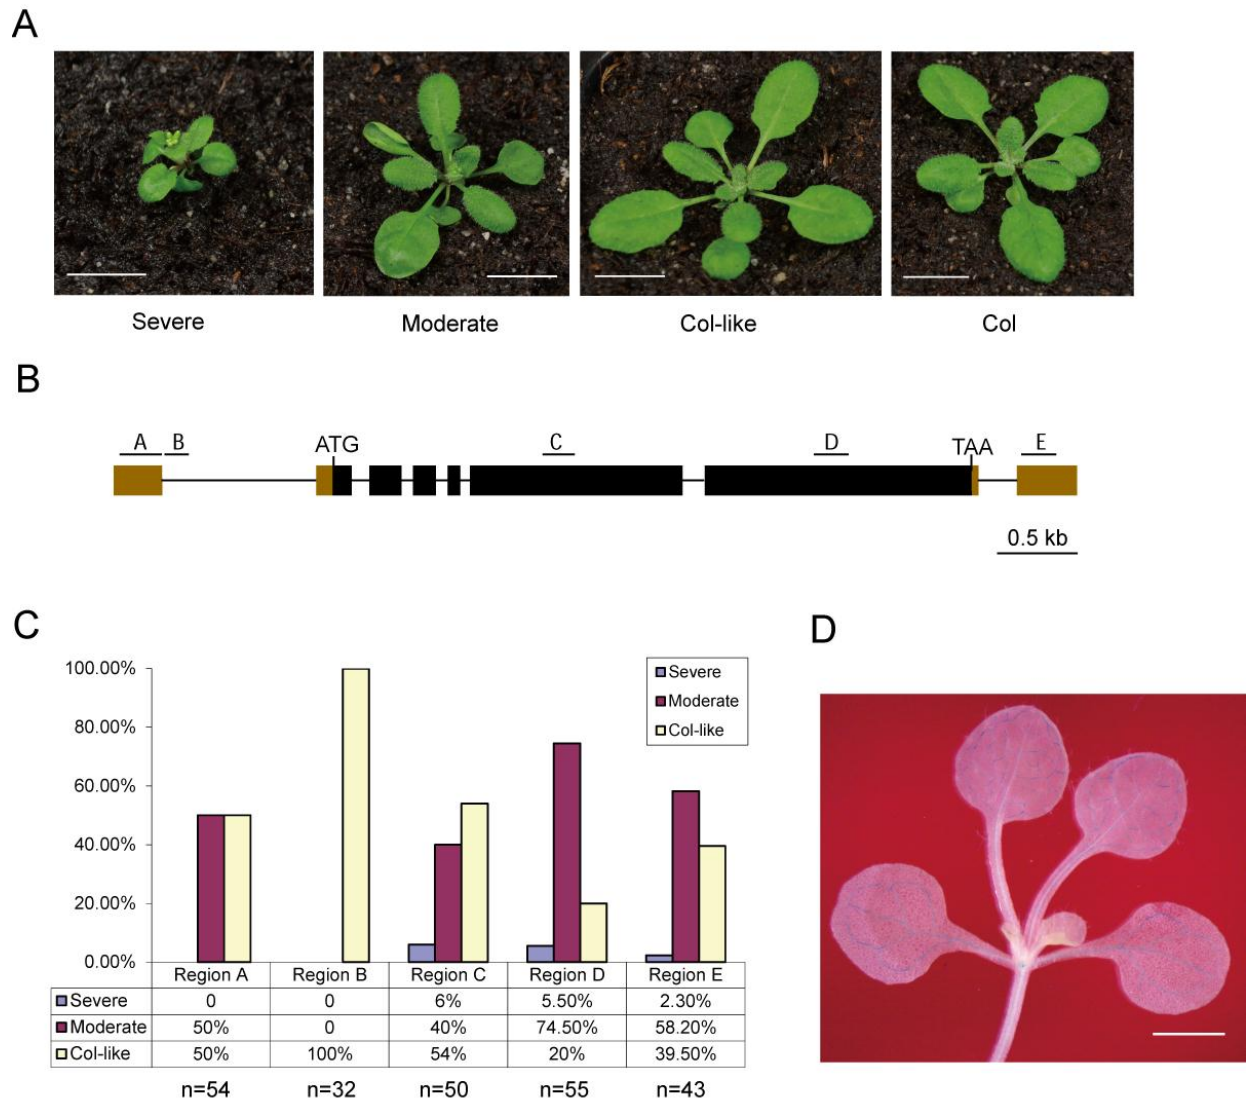 A
Severe Moderate Col-like Col
B
A B ATG C D TAA E
0.5 kb
C
D
100.00%
80.00%
60.00%
40.00%
20.00%
0.00%
Severe
Moderate
Col-like
Region A Region B Region C Region D Region E
Severe 0 0 6% 5.50% 2.30%
Moderate 50% 0 40% 74.50% 58.20%
Col-like 50% 100% 54% 20% 39.50%
n=54 n=32 n=50 n=55 n=43